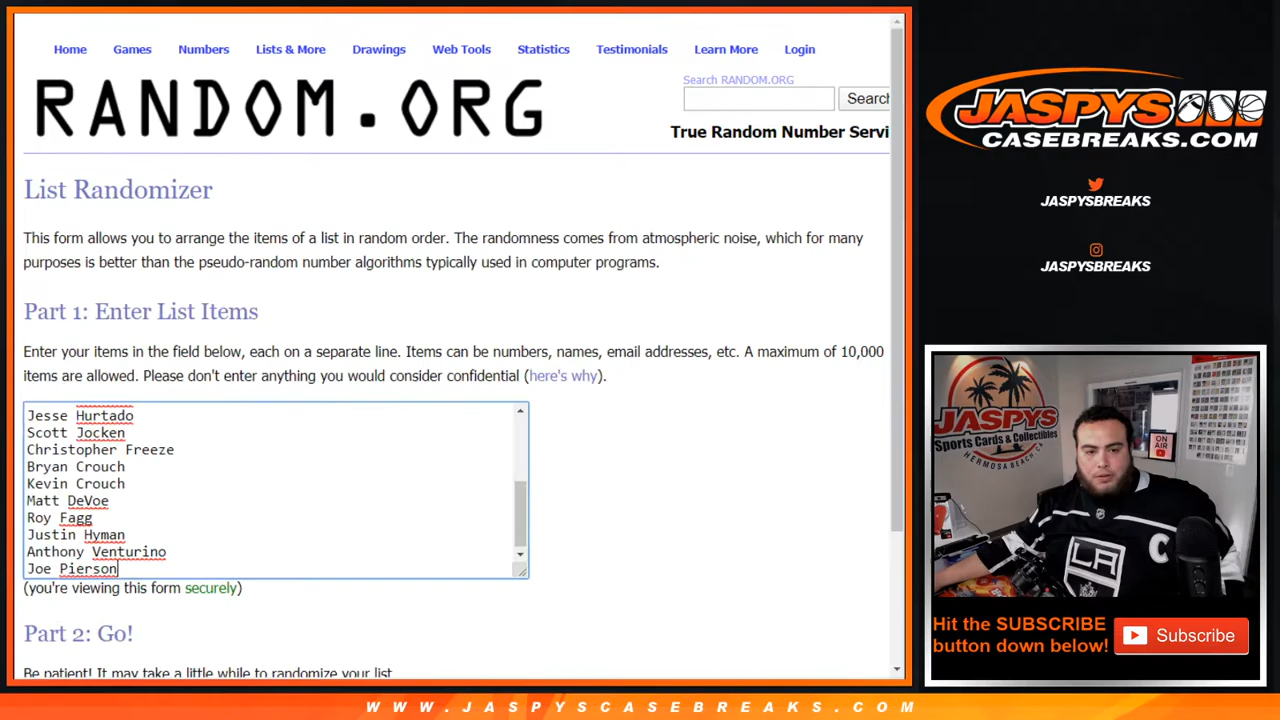 Home Games Numbers Lists & More Drawings Web Tools Statistics Testimonials Learn More Login
RANDOM.ORG
Search RANDOM.ORG
Search
True Random Number Servi
List Randomizer
This form allows you to arrange the items of a list in random order. The randomness comes from atmospheric noise, which for many
purposes is better than the pseudo-random number algorithms typically used in computer programs.
Part 1: Enter List Items
Enter your items in the field below, each on a separate line. Items can be numbers, names, email addresses, etc. A maximum of 10,000
items are allowed. Please don't enter anything you would consider confidential (here's why).
Jesse Hurtado
Scott Jocken
Christopher Freeze
Bryan Crouch
Kevin Crouch
Matt DeVoe
Roy Fagg
Justin Hyman
Anthony Venturino
Joe Pierson
(you're viewing this form securely)
Part 2: Go!
Be patient! It may take a little while to randomize your list
JASPYS
CASEBREAKS.COM
JASPYSBREAKS
JASPYSBREAKS
JASPYS
Sports Cards & Collectibles
HERMOSA BEACH, CA
ON
AIR
LA
C
Hit the SUBSCRIBE
button down below!
Subscribe
WWW.JASPYSCASEBREAKS.COM